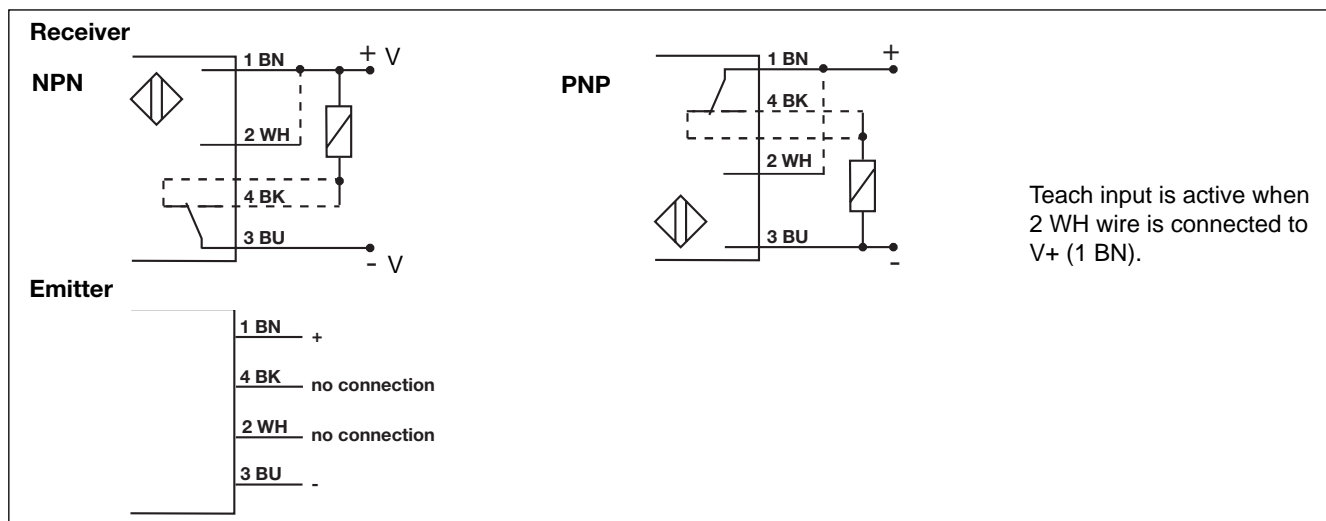 Receiver
NPN
1 BN
+ V
2 WH
4 BK
3 BU
- V
PNP
1 BN
+
4 BK
2 WH
3 BU
-
Teach input is active when
2 WH wire is connected to
V+ (1 BN).
Emitter
1 BN +
4 BK no connection
2 WH no connection
3 BU -